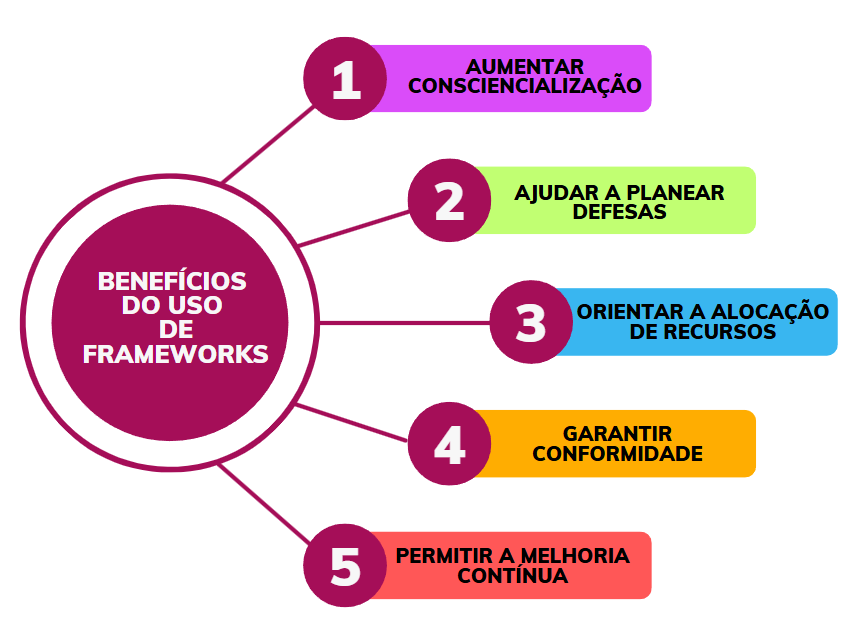 BENEFÍCIOS
DO USO
DE
FRAMEWORKS
1
AUMENTAR
CONSCIENCIALIZAÇÃO
2
AJUDAR A PLANEAR
DEFESAS
3
ORIENTAR A ALOCAÇÃO
DE RECURSOS
4
GARANTIR
CONFORMIDADE
5
PERMITIR A MELHORIA
CONTÍNUA